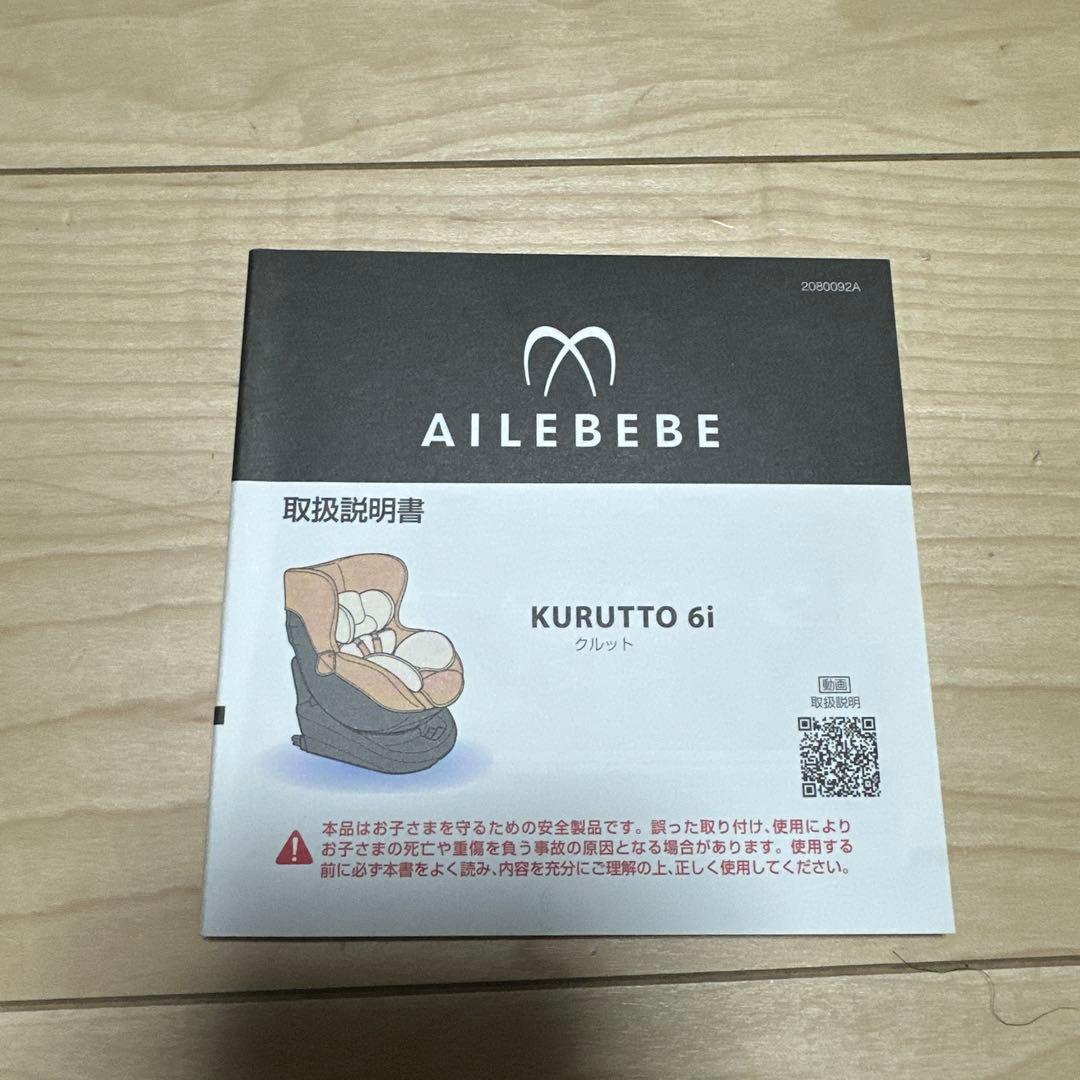 2080092A
AILEBEBE
取扱説明書
KURUTTO 6i
クルット
動画
取扱説明
本品はお子さまを守るための安全製品です。誤った取り付け、使用により
お子さまの死亡や重傷を負う事故の原因となる場合があります。使用する
前に必ず本書をよく読み、内容を充分にご理解の上、正しく使用してください。